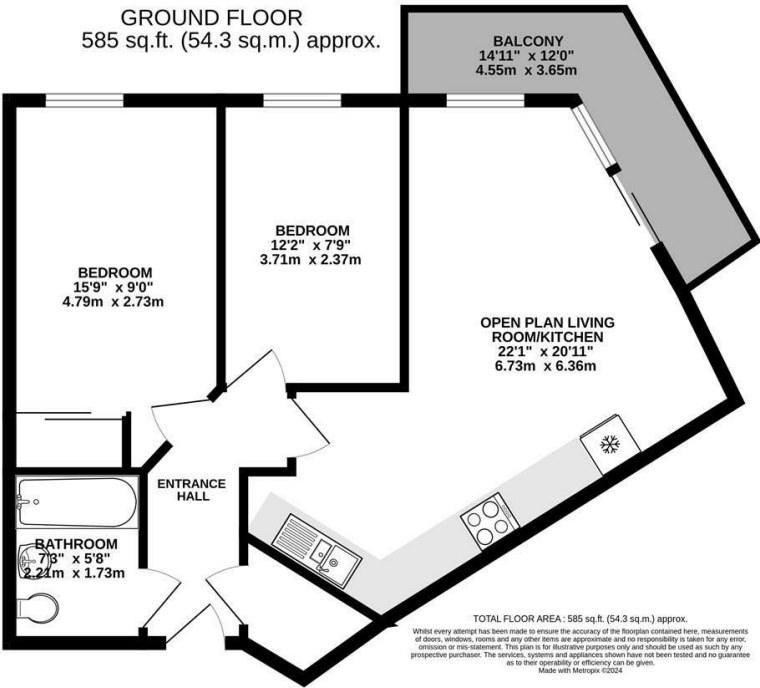 GROUND FLOOR
585 sq.ft. (54.3 sq.m.) approx.
BALCONY
14'11" x 12'0"
4.55m x 3.65m
BEDROOM
12'2" x 7'9"
3.71m x 2.37m
BEDROOM
15'9" x 9'0"
4.79m x 2.73m
OPEN PLAN LIVING
ROOM/KITCHEN
22'1" x 20'11"
6.73m x 6.36m
ENTRANCE
HALL
BATHROOM
7'3" x 5'8"
2.21m x 1.73m
TOTAL FLOOR AREA : 585 sq.ft. (54.3 sq.m.) approx.
Whilst every attempt has been made to ensure the accuracy of the floorplan contained here, measurements
of doors, windows, rooms and any other items are approximate and no responsibility is taken for any error,
omission or mis-statement. This plan is for illustrative purposes only and should be used as such by any
prospective purchaser. The services, systems and appliances shown have not been tested and no guarantee
as to their operability or efficiency can be given.
Made with Metropix ©2024